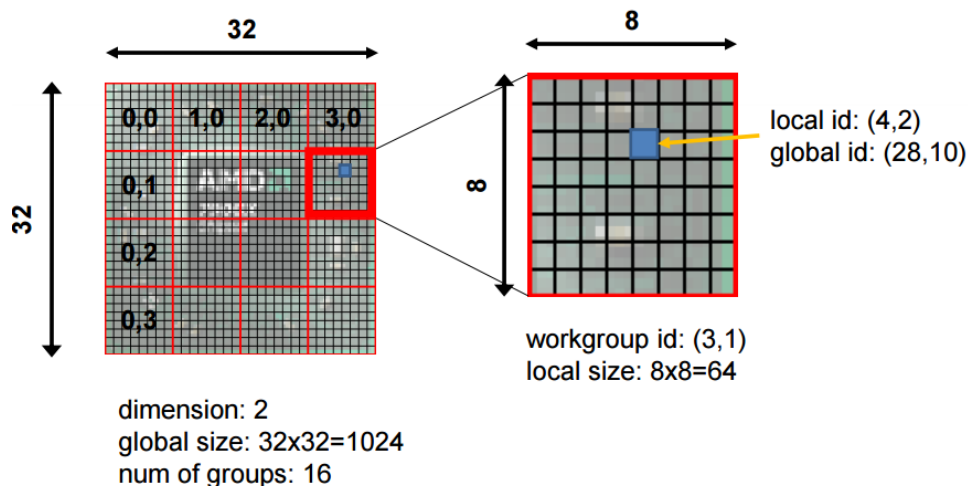 32
8
32
0,0 1,0 2,0 3,0
0,1
0,2
0,3
AMD
8
local id: (4,2)
global id: (28,10)
workgroup id: (3,1)
local size: 8x8=64
dimension: 2
global size: 32x32=1024
num of groups: 16